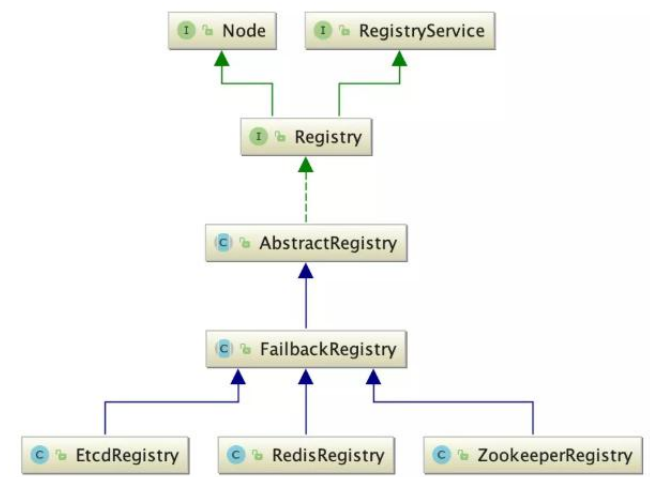 I Node
I RegistryService
I Registry
C AbstractRegistry
C FailbackRegistry
C EtcdRegistry
C RedisRegistry
C ZookeeperRegistry